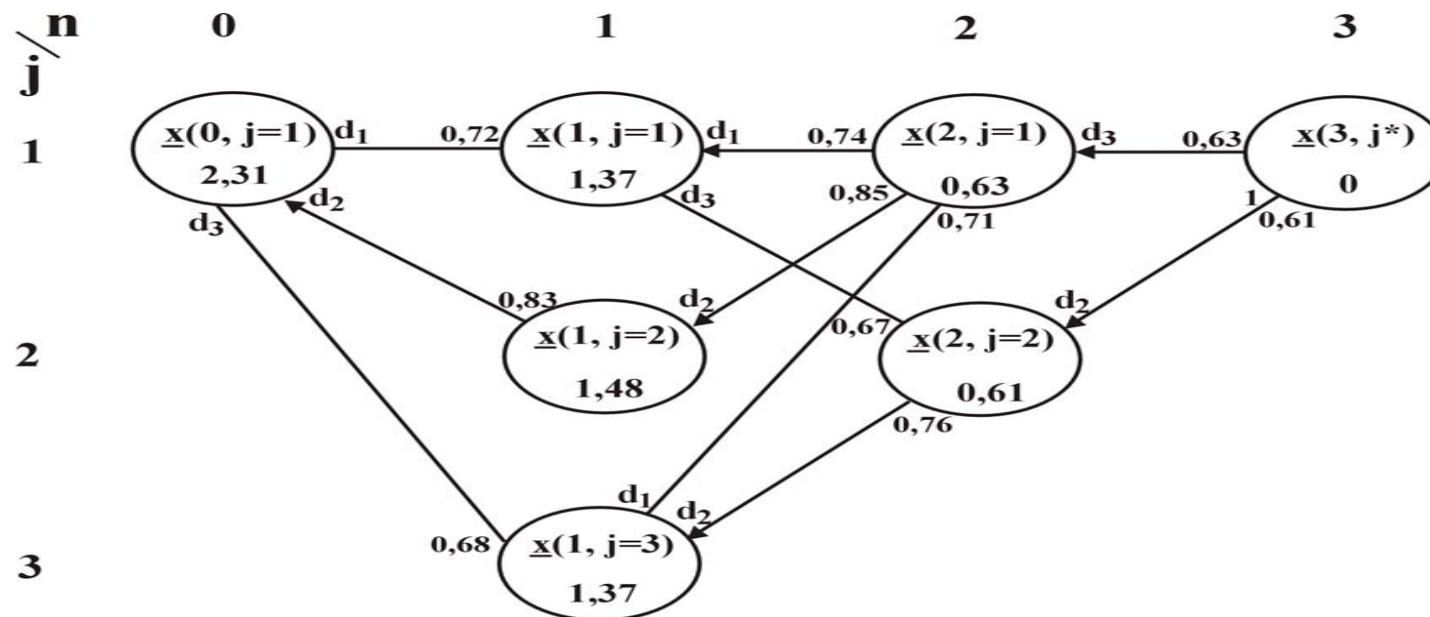 n 0 1 2 3
j
1 x(0, j=1) d₁ 0,72 x(1, j=1) d₁ 0,74 x(2, j=1) d₃ 0,63 x(3, j*)
2,31 1,37 0,63 0
d₃ d₂ d₃ 0,85 0,71 1 0,61
0,83 d₂ 0,67 d₂
2 x(1, j=2) x(2, j=2)
1,48 0,61
0,76
d₁ d₂
3 0,68 x(1, j=3)
1,37